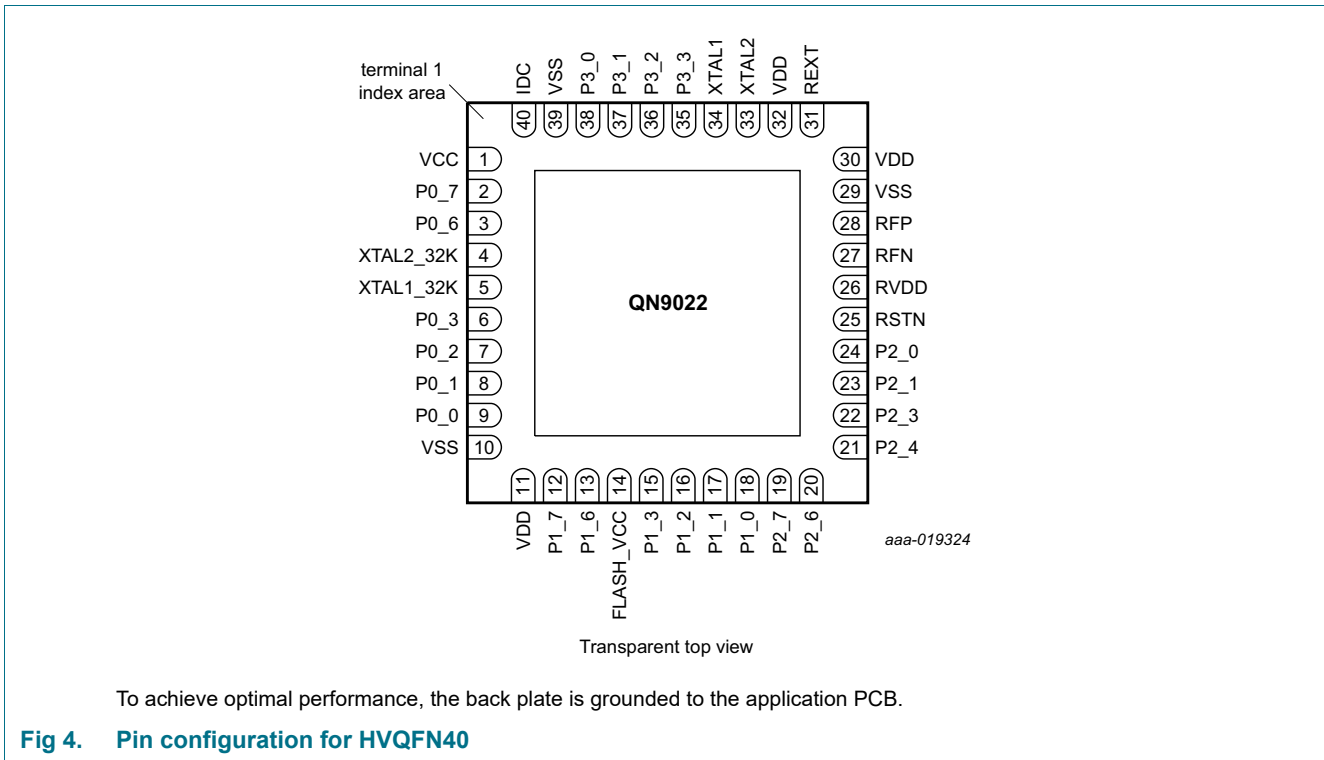 terminal 1
index area
IDC
VSS
P3_0
P3_1
P3_2
P3_3
XTAL1
XTAL2
VDD
REXT
40
39
38
37
36
35
34
33
32
31
VCC 1
P0_7 2
P0_6 3
XTAL2_32K 4
XTAL1_32K 5
P0_3 6
P0_2 7
P0_1 8
P0_0 9
VSS 10
QN9022
30 VDD
29 VSS
28 RFP
27 RFN
26 RVDD
25 RSTN
24 P2_0
23 P2_1
22 P2_3
21 P2_4
11
12
13
14
15
16
17
18
19
20
VDD
P1_7
P1_6
FLASH_VCC
P1_3
P1_2
P1_1
P1_0
P2_7
P2_6
aaa-019324
Transparent top view
To achieve optimal performance, the back plate is grounded to the application PCB.
Fig 4. Pin configuration for HVQFN40